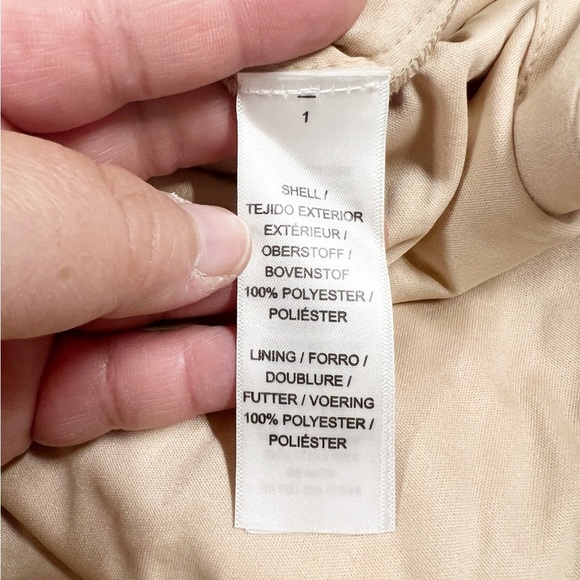 1
SHELL /
TEJIDO EXTERIOR
EXTÉRIEUR /
OBERSTOFF /
BOVENSTOF
100% POLYESTER /
POLIÉSTER
LINING / FORRO /
DOUBLURE /
FUTTER / VOERING
100% POLYESTER /
POLIÉSTER